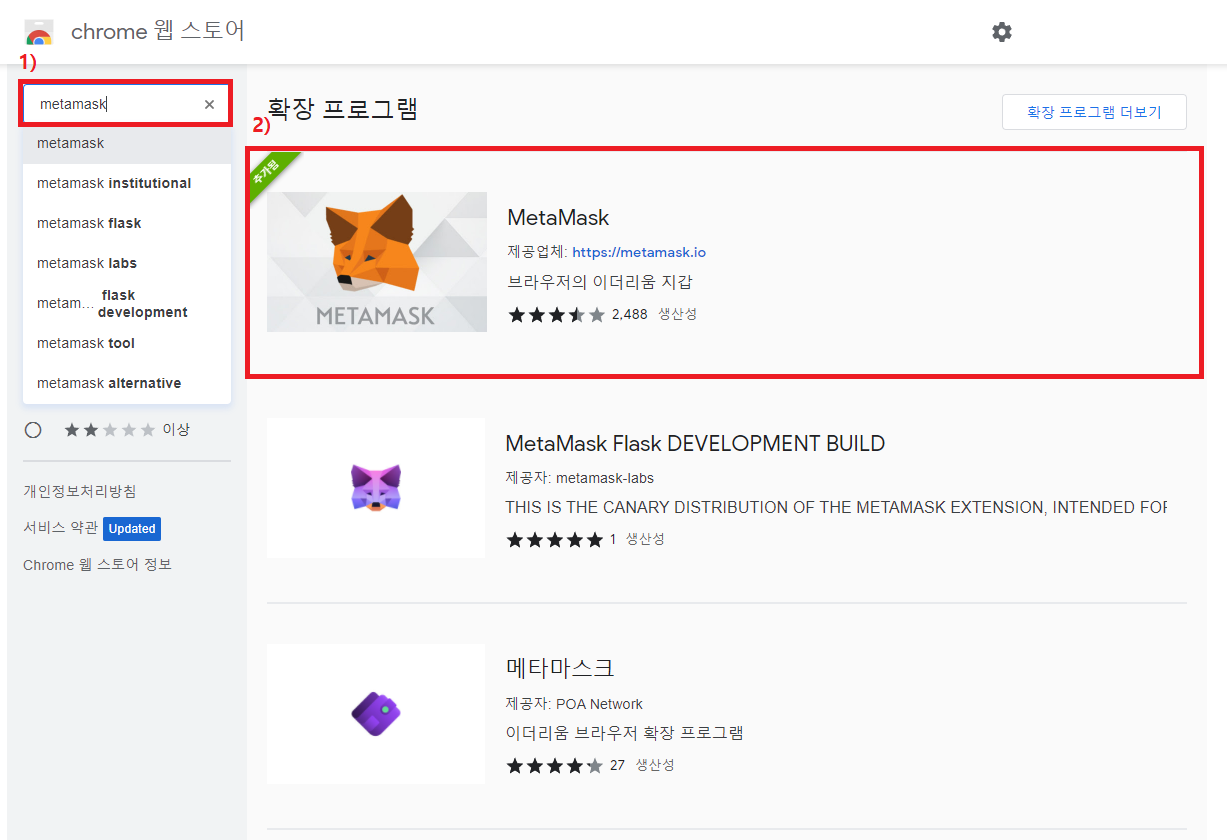 chrome 웹 스토어
1)
metamask
metamask
metamask institutional
metamask flask
metamask labs
metam... flask development
metamask tool
metamask alternative
이상
개인정보처리방침
서비스 약관 Updated
Chrome 웹 스토어 정보
확장 프로그램
확장 프로그램 더보기
2)
추가됨
METAMASK
MetaMask
제공업체: https://metamask.io
브라우저의 이더리움 지갑
2,488 생산성
MetaMask Flask DEVELOPMENT BUILD
제공자: metamask-labs
THIS IS THE CANARY DISTRIBUTION OF THE METAMASK EXTENSION, INTENDED FOR
1 생산성
메타마스크
제공자: POA Network
이더리움 브라우저 확장 프로그램
27 생산성